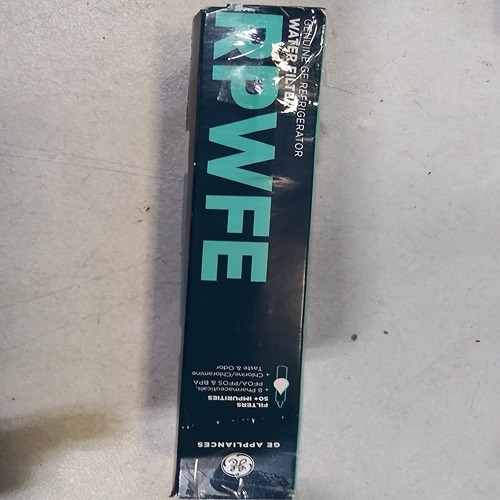 GENUINE GE REFRIGERATOR
WATER FILTER
RPWFE
FILTERS
50+ IMPURITIES
+ 8 Pharmaceuticals,
PFOA/PFOS & BPA
+ Chlorine/Chloramine
Taste & Odor
GE APPLIANCES
GE